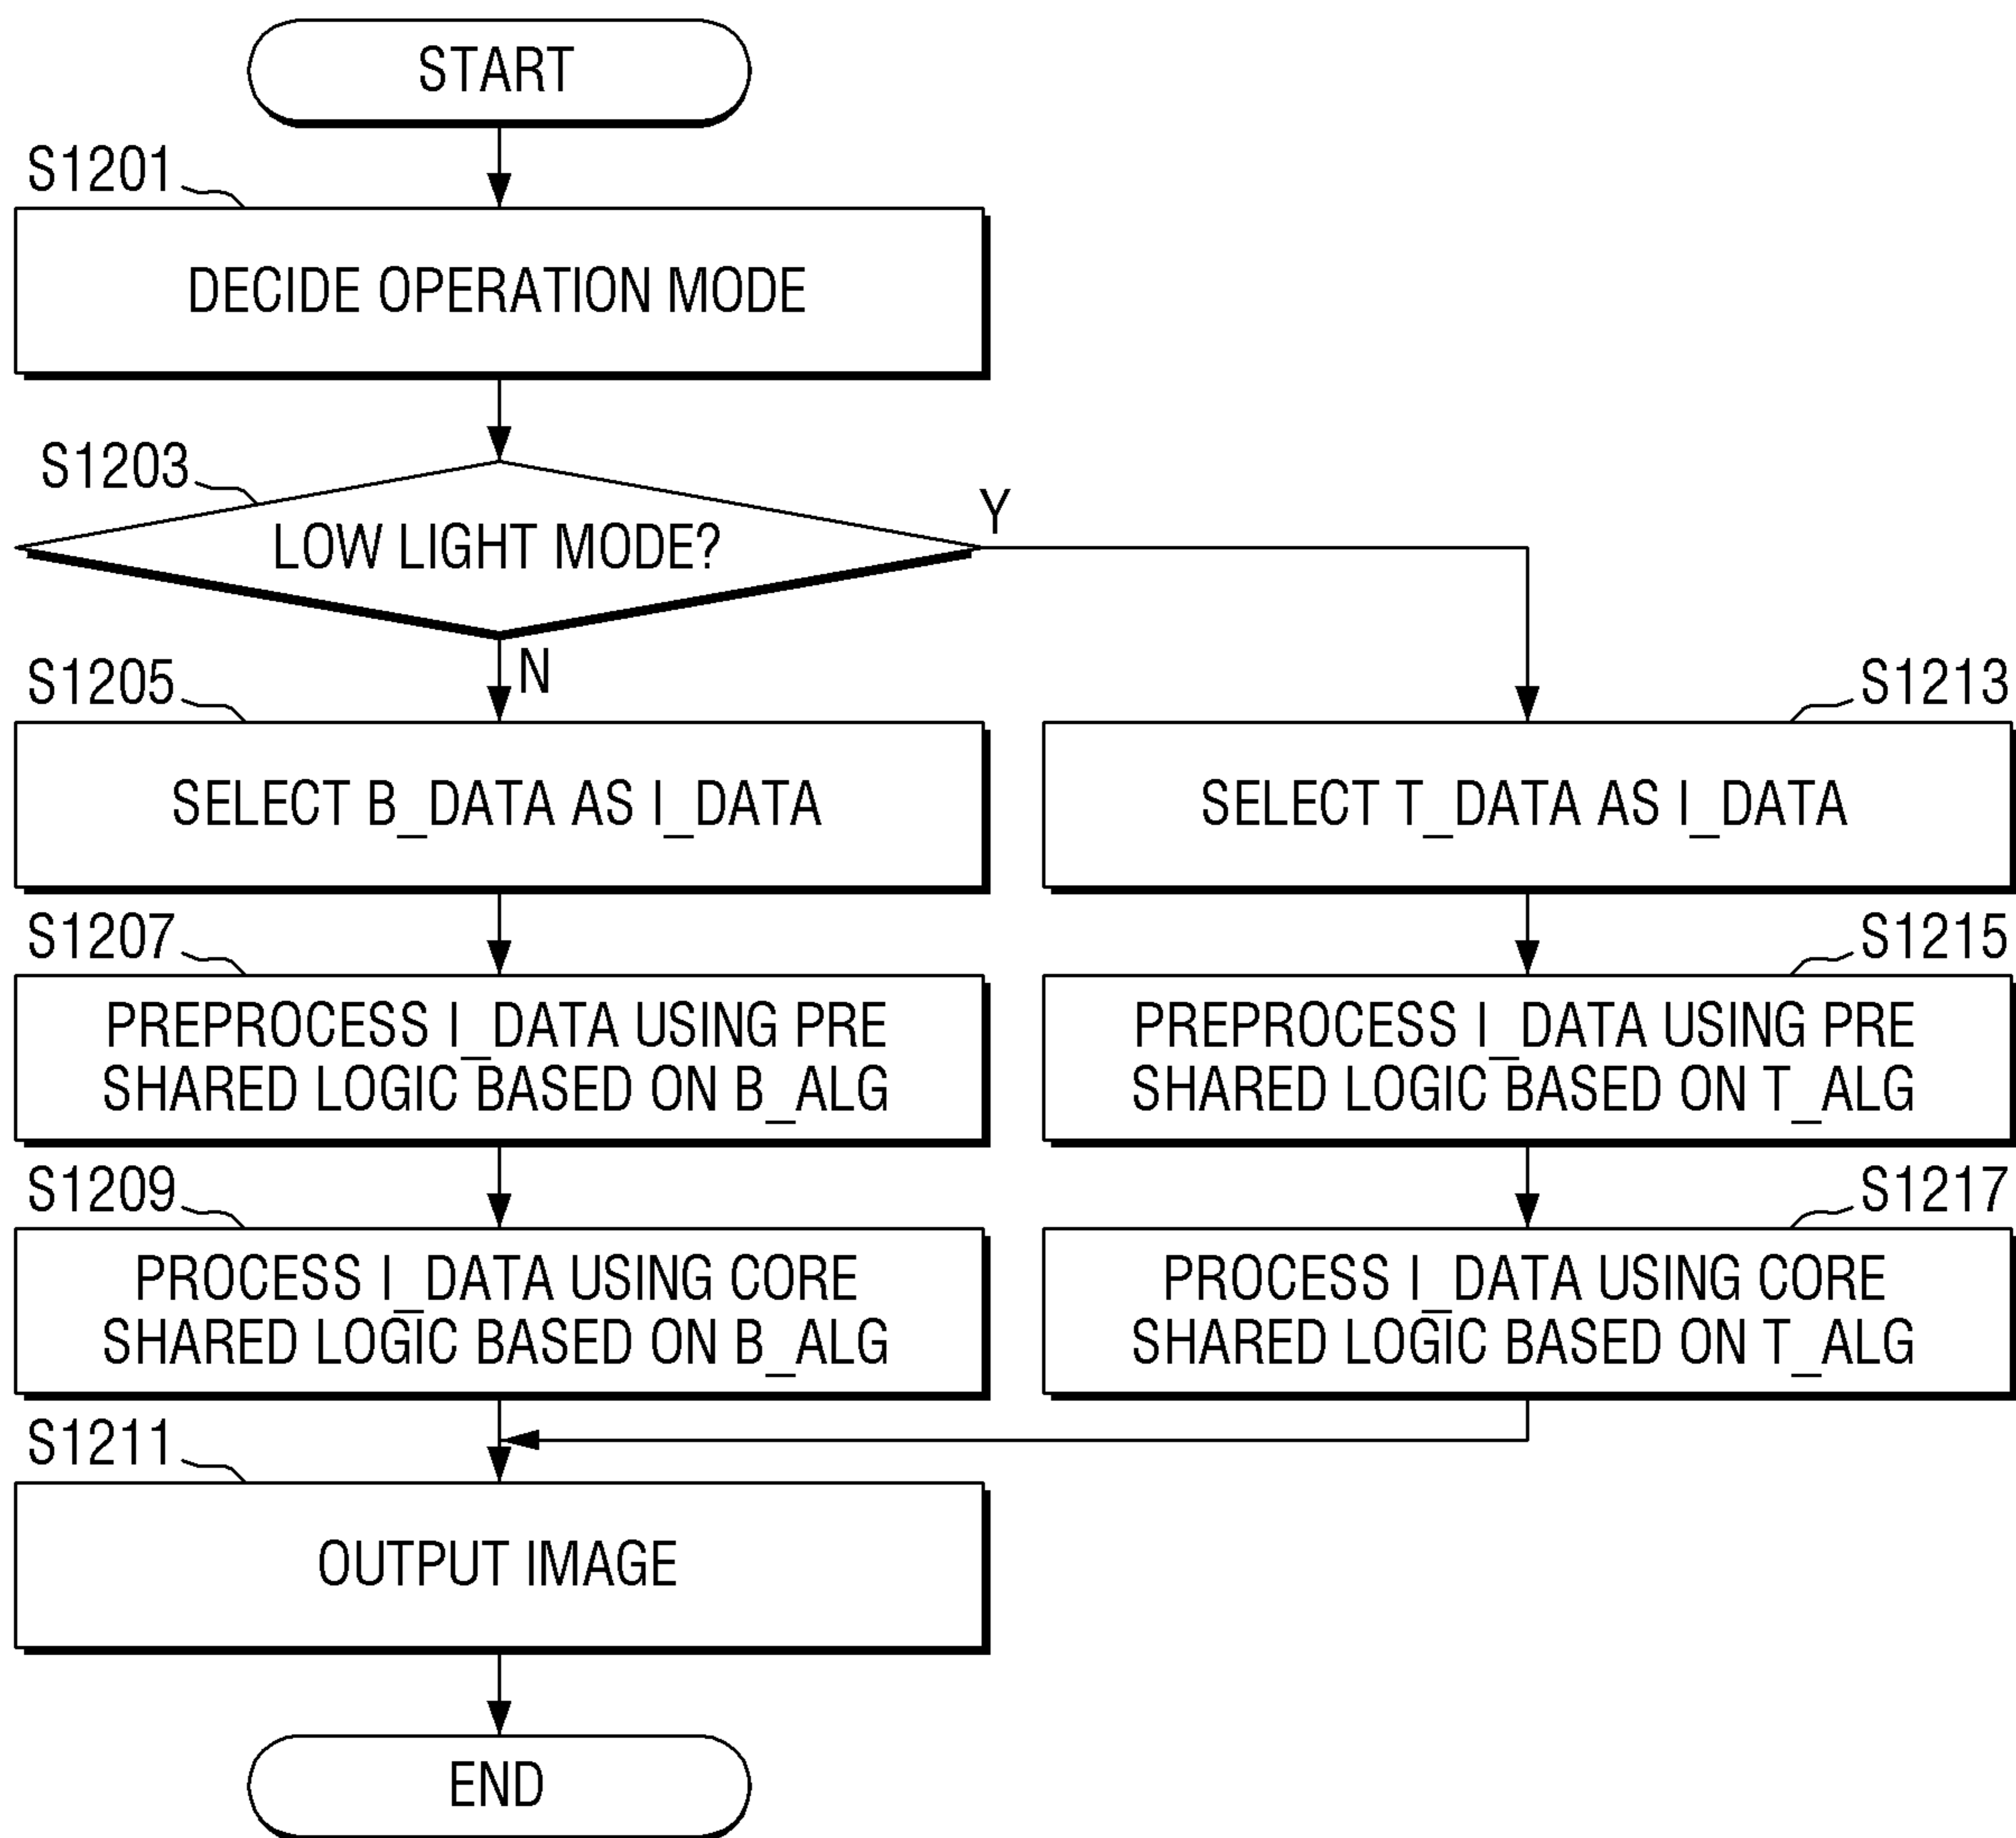 START
S1201
DECIDE OPERATION MODE
S1203
LOW LIGHT MODE?
Y
N
S1205
SELECT B_DATA AS I_DATA
S1213
SELECT T_DATA AS I_DATA
S1207
PREPROCESS I_DATA USING PRE
SHARED LOGIC BASED ON B_ALG
S1215
PREPROCESS I_DATA USING PRE
SHARED LOGIC BASED ON T_ALG
S1209
PROCESS I_DATA USING CORE
SHARED LOGIC BASED ON B_ALG
S1217
PROCESS I_DATA USING CORE
SHARED LOGIC BASED ON T_ALG
S1211
OUTPUT IMAGE
END